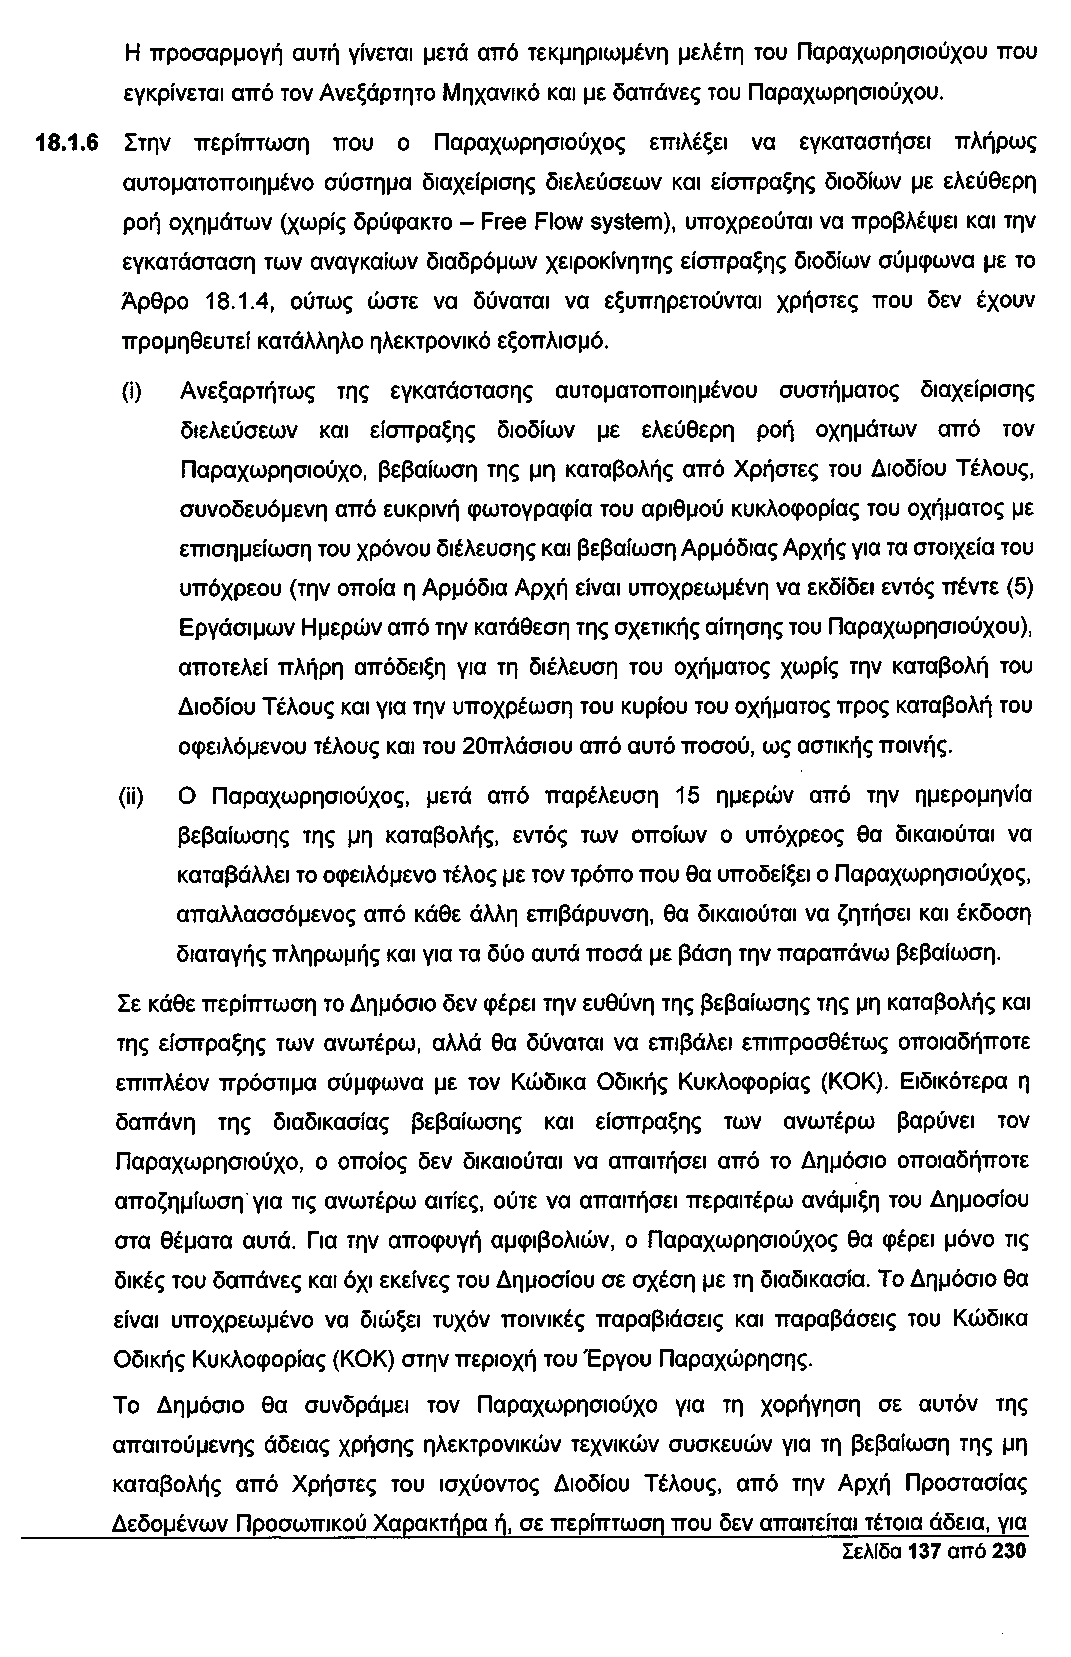 Η προσαρμογή αυτή γίνεται μετά από τεκμηριωμένη μελέτη του Παραχωρησιούχου που
εγκρίνεται από τον Ανεξάρτητο Μηχανικό και με δαπάνες του Παραχωρησιούχου.
18.1.6 Στην περίπτωση που ο Παραχωρησιούχος επιλέξει να εγκαταστήσει πλήρως
αυτοματοποιημένο σύστημα διαχείρισης διελεύσεων και είσπραξης διοδίων με ελεύθερη
ροή οχημάτων (χωρίς δρύφακτο – Free Flow system), υποχρεούται να προβλέψει και την
εγκατάσταση των αναγκαίων διαδρόμων χειροκίνητης είσπραξης διοδίων σύμφωνα με το
Άρθρο 18.1.4, ούτως ώστε να δύναται να εξυπηρετούνται χρήστες που δεν έχουν
προμηθευτεί κατάλληλο ηλεκτρονικό εξοπλισμό.
(i) Ανεξαρτήτως της εγκατάστασης αυτοματοποιημένου συστήματος διαχείρισης
διελεύσεων και είσπραξης διοδίων με ελεύθερη ροή οχημάτων από τον
Παραχωρησιούχο, βεβαίωση της μη καταβολής από Χρήστες του Διοδίου Τέλους,
συνοδευόμενη από ευκρινή φωτογραφία του αριθμού κυκλοφορίας του οχήματος με
επισημείωση του χρόνου διέλευσης και βεβαίωση Αρμόδιας Αρχής για τα στοιχεία του
υπόχρεου (την οποία η Αρμόδια Αρχή είναι υποχρεωμένη να εκδίδει εντός πέντε (5)
Εργάσιμων Ημερών από την κατάθεση της σχετικής αίτησης του Παραχωρησιούχου),
αποτελεί πλήρη απόδειξη για τη διέλευση του οχήματος χωρίς την καταβολή του
Διοδίου Τέλους και για την υποχρέωση του κυρίου του οχήματος προς καταβολή του
οφειλόμενου τέλους και του 20πλάσιου από αυτό ποσού, ως αστικής ποινής.
(ii) Ο Παραχωρησιούχος, μετά από παρέλευση 15 ημερών από την ημερομηνία
βεβαίωσης της μη καταβολής, εντός των οποίων ο υπόχρεος θα δικαιούται να
καταβάλλει το οφειλόμενο τέλος με τον τρόπο που θα υποδείξει ο Παραχωρησιούχος,
απαλλασσόμενος από κάθε άλλη επιβάρυνση, θα δικαιούται να ζητήσει και έκδοση
διαταγής πληρωμής και για τα δύο αυτά ποσά με βάση την παραπάνω βεβαίωση.
Σε κάθε περίπτωση το Δημόσιο δεν φέρει την ευθύνη της βεβαίωσης της μη καταβολής και
της είσπραξης των ανωτέρω, αλλά θα δύναται να επιβάλει επιπροσθέτως οποιαδήποτε
επιπλέον πρόστιμα σύμφωνα με τον Κώδικα Οδικής Κυκλοφορίας (ΚΟΚ). Ειδικότερα η
δαπάνη της διαδικασίας βεβαίωσης και είσπραξης των ανωτέρω βαρύνει τον
Παραχωρησιούχο, ο οποίος δεν δικαιούται να απαιτήσει από το Δημόσιο οποιαδήποτε
αποζημίωση για τις ανωτέρω αιτίες, ούτε να απαιτήσει περαιτέρω ανάμιξη του Δημοσίου
στα θέματα αυτά. Για την αποφυγή αμφιβολιών, ο Παραχωρησιούχος θα φέρει μόνο τις
δικές του δαπάνες και όχι εκείνες του Δημοσίου σε σχέση με τη διαδικασία. Το Δημόσιο θα
είναι υποχρεωμένο να διώξει τυχόν ποινικές παραβιάσεις και παραβάσεις του Κώδικα
Οδικής Κυκλοφορίας (ΚΟΚ) στην περιοχή του Έργου Παραχώρησης.
Το Δημόσιο θα συνδράμει τον Παραχωρησιούχο για τη χορήγηση σε αυτόν της
απαιτούμενης άδειας χρήσης ηλεκτρονικών τεχνικών συσκευών για τη βεβαίωση της μη
καταβολής από Χρήστες του ισχύοντος Διοδίου Τέλους, από την Αρχή Προστασίας
Δεδομένων Προσωπικού Χαρακτήρα ή, σε περίπτωση που δεν απαιτείται τέτοια άδεια, για
Σελίδα 137 από 230